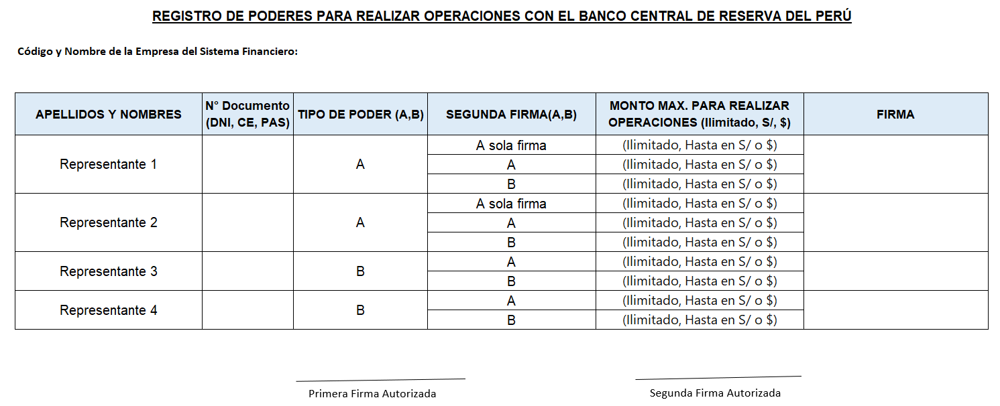 REGISTRO DE PODERES PARA REALIZAR OPERACIONES CON EL BANCO CENTRAL DE RESERVA DEL PERÚ
Código y Nombre de la Empresa del Sistema Financiero:
APELLIDOS Y NOMBRES
N° Documento
(DNI, CE, PAS)
TIPO DE PODER (A,B)
SEGUNDA FIRMA(A,B)
MONTO MAX. PARA REALIZAR
OPERACIONES (Ilimitado, S/, $)
FIRMA
Representante 1
A
A sola firma
(Ilimitado, Hasta en S/ o $)
A
(Ilimitado, Hasta en S/ o $)
B
(Ilimitado, Hasta en S/ o $)
Representante 2
A
A sola firma
(Ilimitado, Hasta en S/ o $)
A
(Ilimitado, Hasta en S/ o $)
B
(Ilimitado, Hasta en S/ o $)
Representante 3
B
A
(Ilimitado, Hasta en S/ o $)
B
(Ilimitado, Hasta en S/ o $)
Representante 4
B
A
(Ilimitado, Hasta en S/ o $)
B
(Ilimitado, Hasta en S/ o $)
Primera Firma Autorizada
Segunda Firma Autorizada